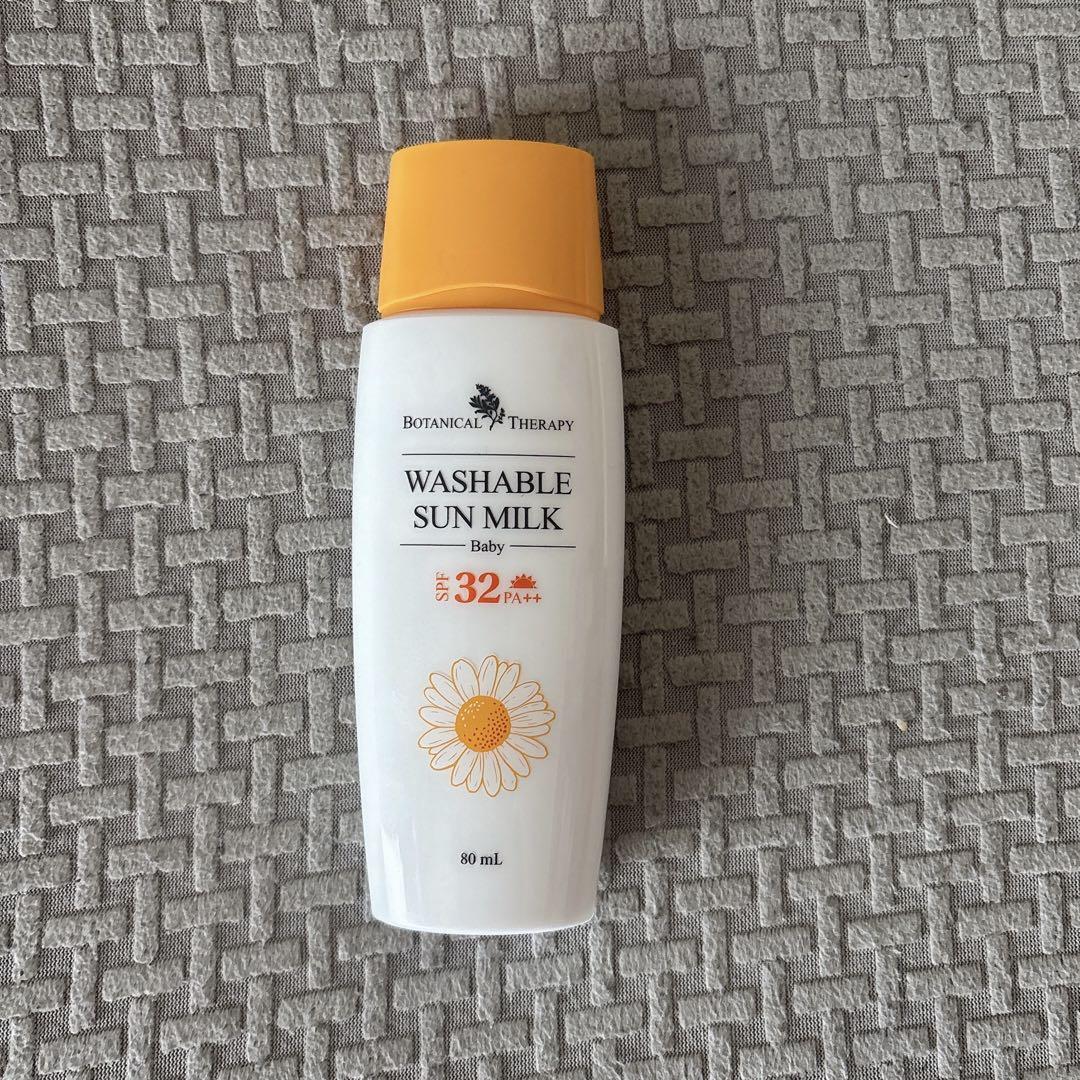 BOTANICAL THERAPY
WASHABLE
SUN MILK
Baby
SPF 32 PA++
80 mL